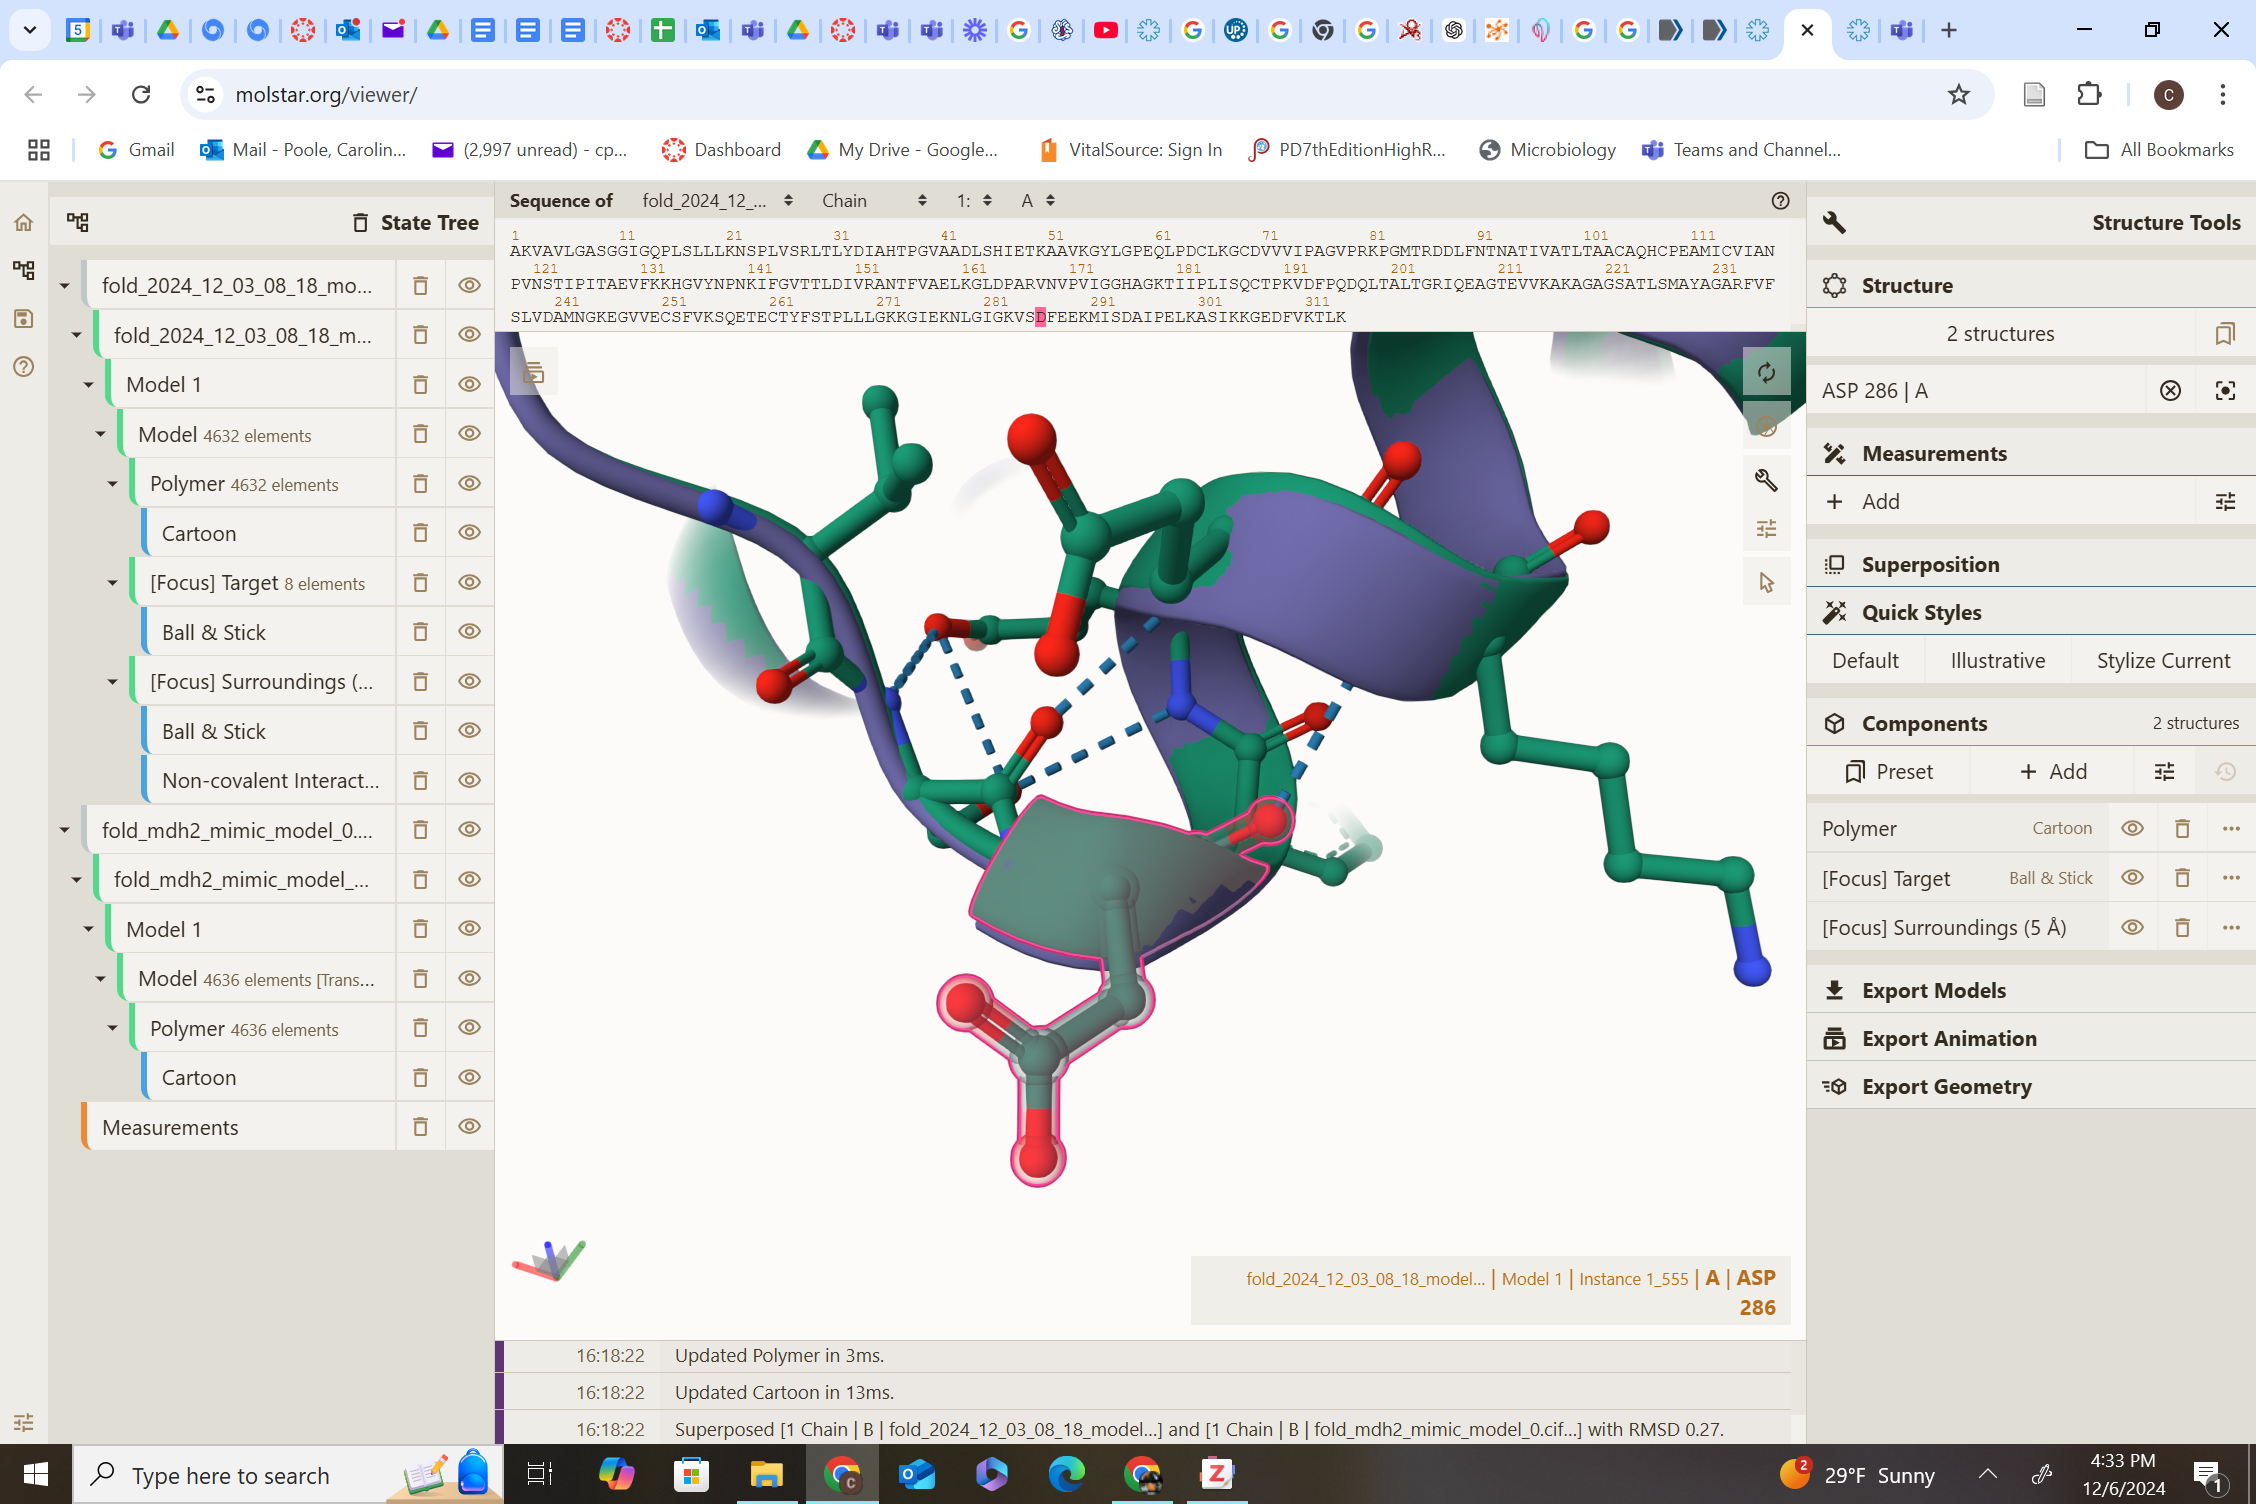 5
UP:
molstar.org/viewer/
C
Gmail
Mail - Poole, Carolin...
(2,997 unread) - cp...
Dashboard
My Drive - Google...
VitalSource: Sign In
PD7thEditionHighR...
Microbiology
Teams and Channel...
All Bookmarks
State Tree
fold_2024_12_03_08_18_mo...
fold_2024_12_03_08_18_m...
Model 1
Model 4632 elements
Polymer 4632 elements
Cartoon
[Focus] Target 8 elements
Ball & Stick
[Focus] Surroundings (...
Ball & Stick
Non-covalent Interact...
fold_mdh2_mimic_model_0....
fold_mdh2_mimic_model_...
Model 1
Model 4636 elements [Trans...
Polymer 4636 elements
Cartoon
Measurements
Sequence of fold_2024_12_... Chain 1: A
1 11 21 31 41 51 61 71 81 91 101 111
AKVAVLGASGGIGQPLSLLLKNSPLVSRLTLYDIAHTPGVAADLSHIETKAAVKGYLGPEQLPDCLKGCDVVVIPAGVPRKPGMTRDDLFNTNATIVATLTAACAQHCPEAMICVIAN
121 131 141 151 161 171 181 191 201 211 221 231
PVNSTIPITAEVFKKHGVYNPNKIFGVTTLDIVRANTFVAELKGLDPARVNVPVIGGHAGKTIIPLISQCTPKVDFPQDQLTALTGRIQEAGTEVVKAKAGAGSATLSMAYAGARFVF
241 251 261 271 281 291 301 311
SLVDAMNGKEGVVECSFVKSQETECTYFSTPLLLGKKGIEKNLGIGKVSDFEEKMISDAIPELKASIKKGEDFVKTLK
fold_2024_12_03_08_18_model... | Model 1 | Instance 1_555 | A | ASP
286
16:18:22 Updated Polymer in 3ms.
16:18:22 Updated Cartoon in 13ms.
16:18:22 Superposed [1 Chain | B | fold_2024_12_03_08_18_model...] and [1 Chain | B | fold_mdh2_mimic_model_0.cif...] with RMSD 0.27.
Structure Tools
Structure
2 structures
ASP 286 | A
Measurements
Add
Superposition
Quick Styles
Default Illustrative Stylize Current
Components 2 structures
Preset Add
Polymer Cartoon
[Focus] Target Ball & Stick
[Focus] Surroundings (5 Å)
Export Models
Export Animation
Export Geometry
Type here to search
C
Z
2
29°F Sunny
4:33 PM
12/6/2024
1